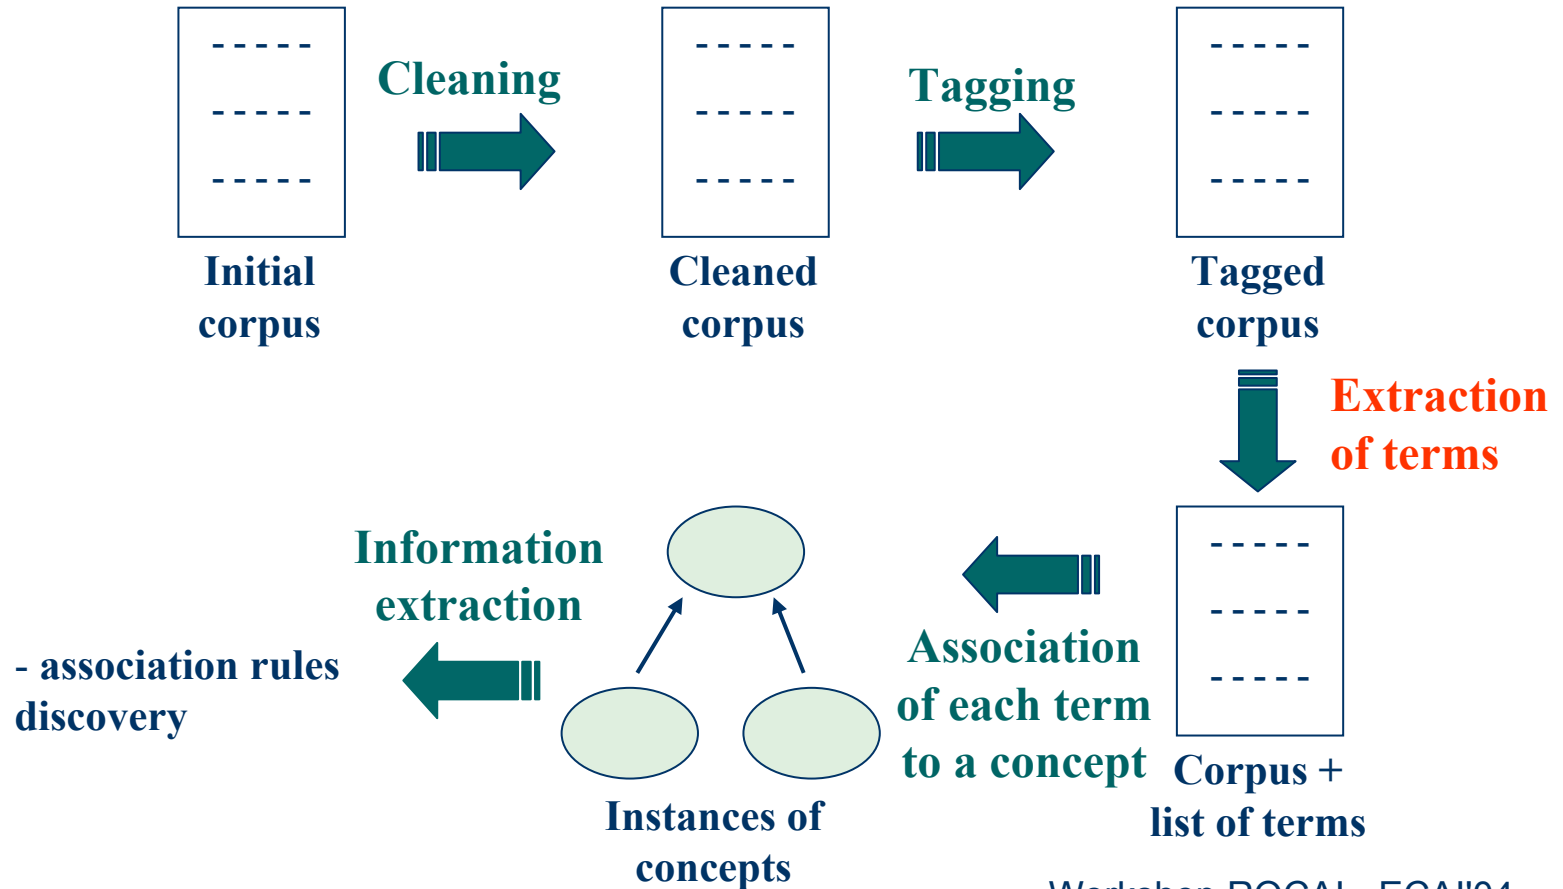 Cleaning
Tagging
Initial
corpus
Cleaned
corpus
Tagged
corpus
Extraction
of terms
Information
extraction
- association rules
discovery
Association
of each term
to a concept
Instances of
concepts
Corpus +
list of terms